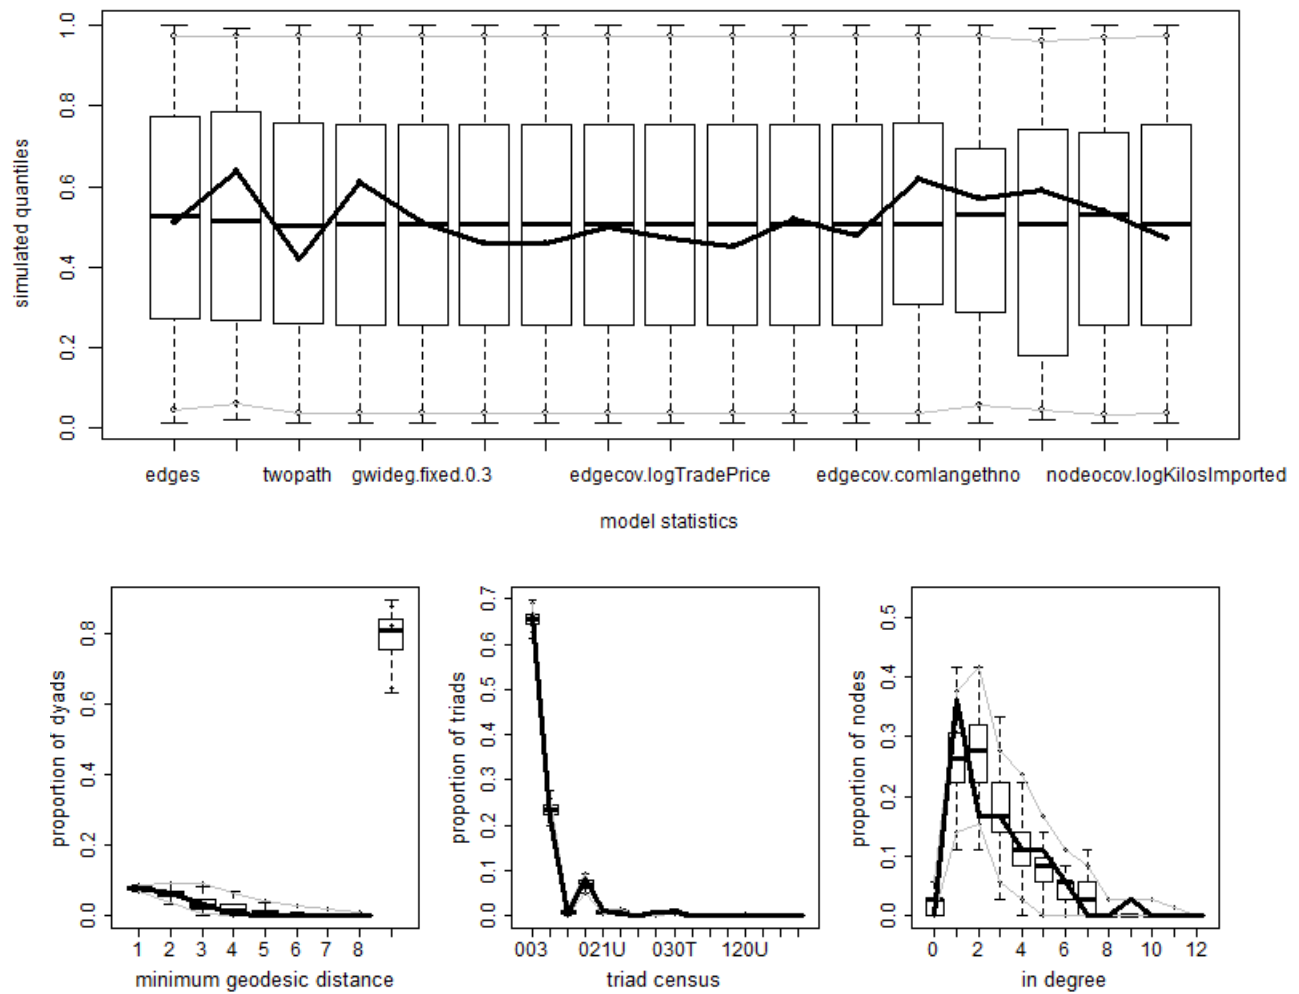 simulated quantiles
1.0
0.8
0.6
0.4
0.2
0.0
edges twopath gwideg.fixed.0.3 edgecov.logTradePrice edgecov.comlangethno nodeocov.logKilosImported
model statistics
proportion of dyads
0.8
0.6
0.4
0.2
0.0
1 2 3 4 5 6 7 8
minimum geodesic distance
proportion of triads
0.7
0.6
0.5
0.4
0.3
0.2
0.1
0.0
003 021U 030T 120U
triad census
proportion of nodes
0.5
0.4
0.3
0.2
0.1
0.0
0 2 4 6 8 10 12
in degree